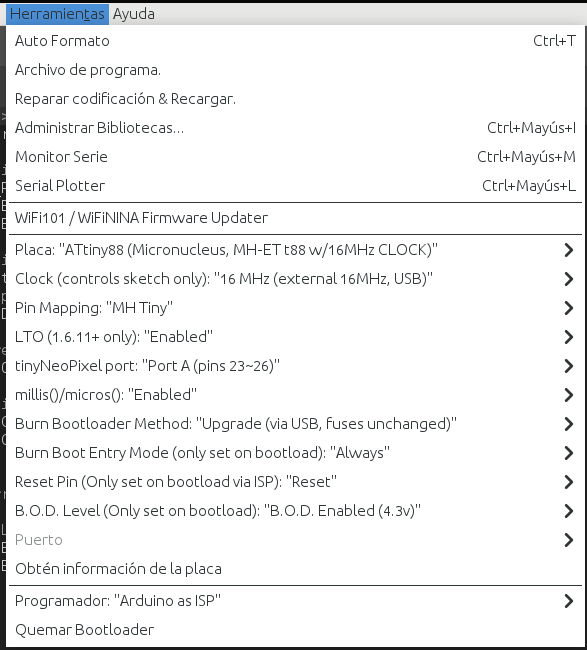 Herramientas Ayuda
Auto Formato Ctrl+T
Archivo de programa.
Reparar codificación & Recargar.
Administrar Bibliotecas... Ctrl+Mayús+I
Monitor Serie Ctrl+Mayús+M
Serial Plotter Ctrl+Mayús+L
WiFi101 / WiFiNINA Firmware Updater
Placa: "ATtiny88 (Micronucleus, MH-ET t88 w/16MHz CLOCK)"
Clock (controls sketch only): "16 MHz (external 16MHz, USB)"
Pin Mapping: "MH Tiny"
LTO (1.6.11+ only): "Enabled"
tinyNeoPixel port: "Port A (pins 23~26)"
millis()/micros(): "Enabled"
Burn Bootloader Method: "Upgrade (via USB, fuses unchanged)"
Burn Boot Entry Mode (only set on bootload): "Always"
Reset Pin (Only set on bootload via ISP): "Reset"
B.O.D. Level (Only set on bootload): "B.O.D. Enabled (4.3v)"
Puerto
Obtén información de la placa
Programador: "Arduino as ISP"
Quemar Bootloader